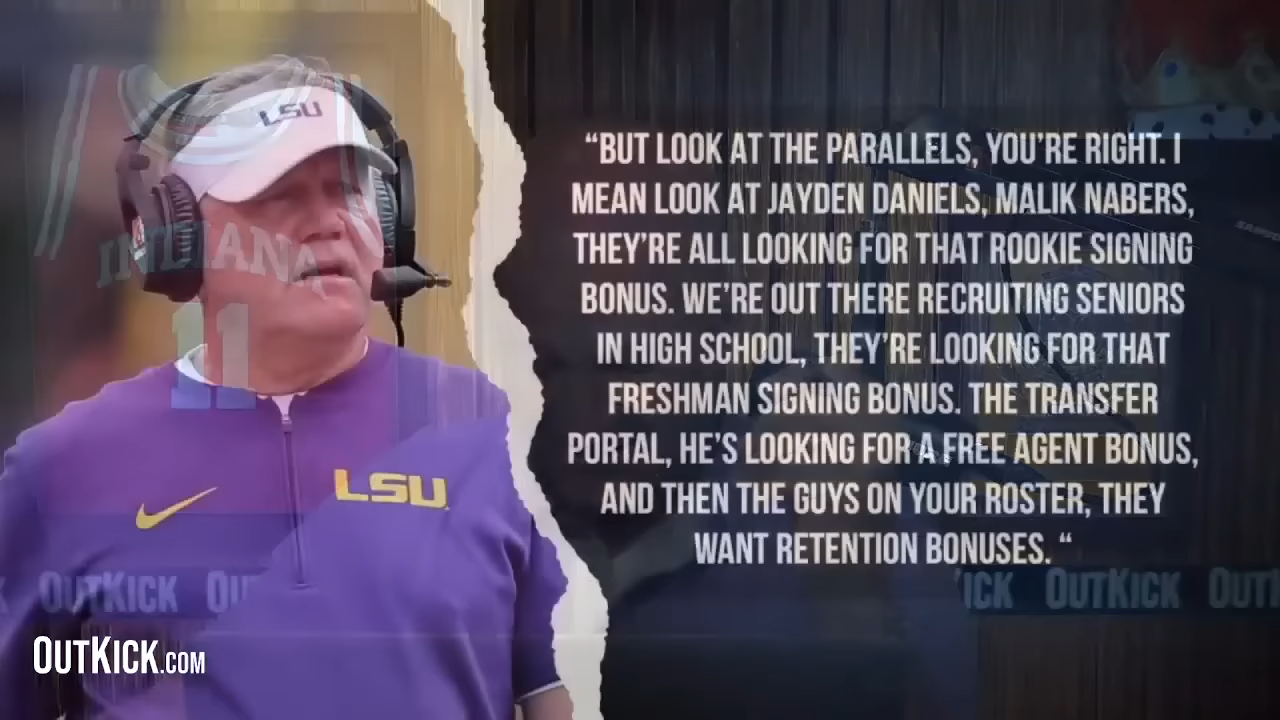 LSU
INDIANA
11
LSU
“BUT LOOK AT THE PARALLELS, YOU’RE RIGHT. I
MEAN LOOK AT JAYDEN DANIELS, MALIK NABERS,
THEY’RE ALL LOOKING FOR THAT ROOKIE SIGNING
BONUS. WE’RE OUT THERE RECRUITING SENIORS
IN HIGH SCHOOL, THEY’RE LOOKING FOR THAT
FRESHMAN SIGNING BONUS. THE TRANSFER
PORTAL, HE’S LOOKING FOR A FREE AGENT BONUS,
AND THEN THE GUYS ON YOUR ROSTER, THEY
WANT RETENTION BONUSES. “
OUTKICK
OUTKICK
OUTKICK.COM